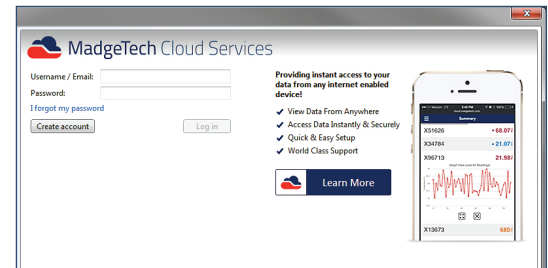 MadgeTech Cloud Services
Username / Email:
Password:
I forgot my password
Create account
Log in
Providing instant access to your
data from any internet enabled
device!
✓ View Data From Anywhere
✓ Access Data Instantly & Securely
✓ Quick & Easy Setup
✓ World Class Support
Learn More
Summary
X51626
68.07
X34784
21.07
X96713
21.98
X13673
680